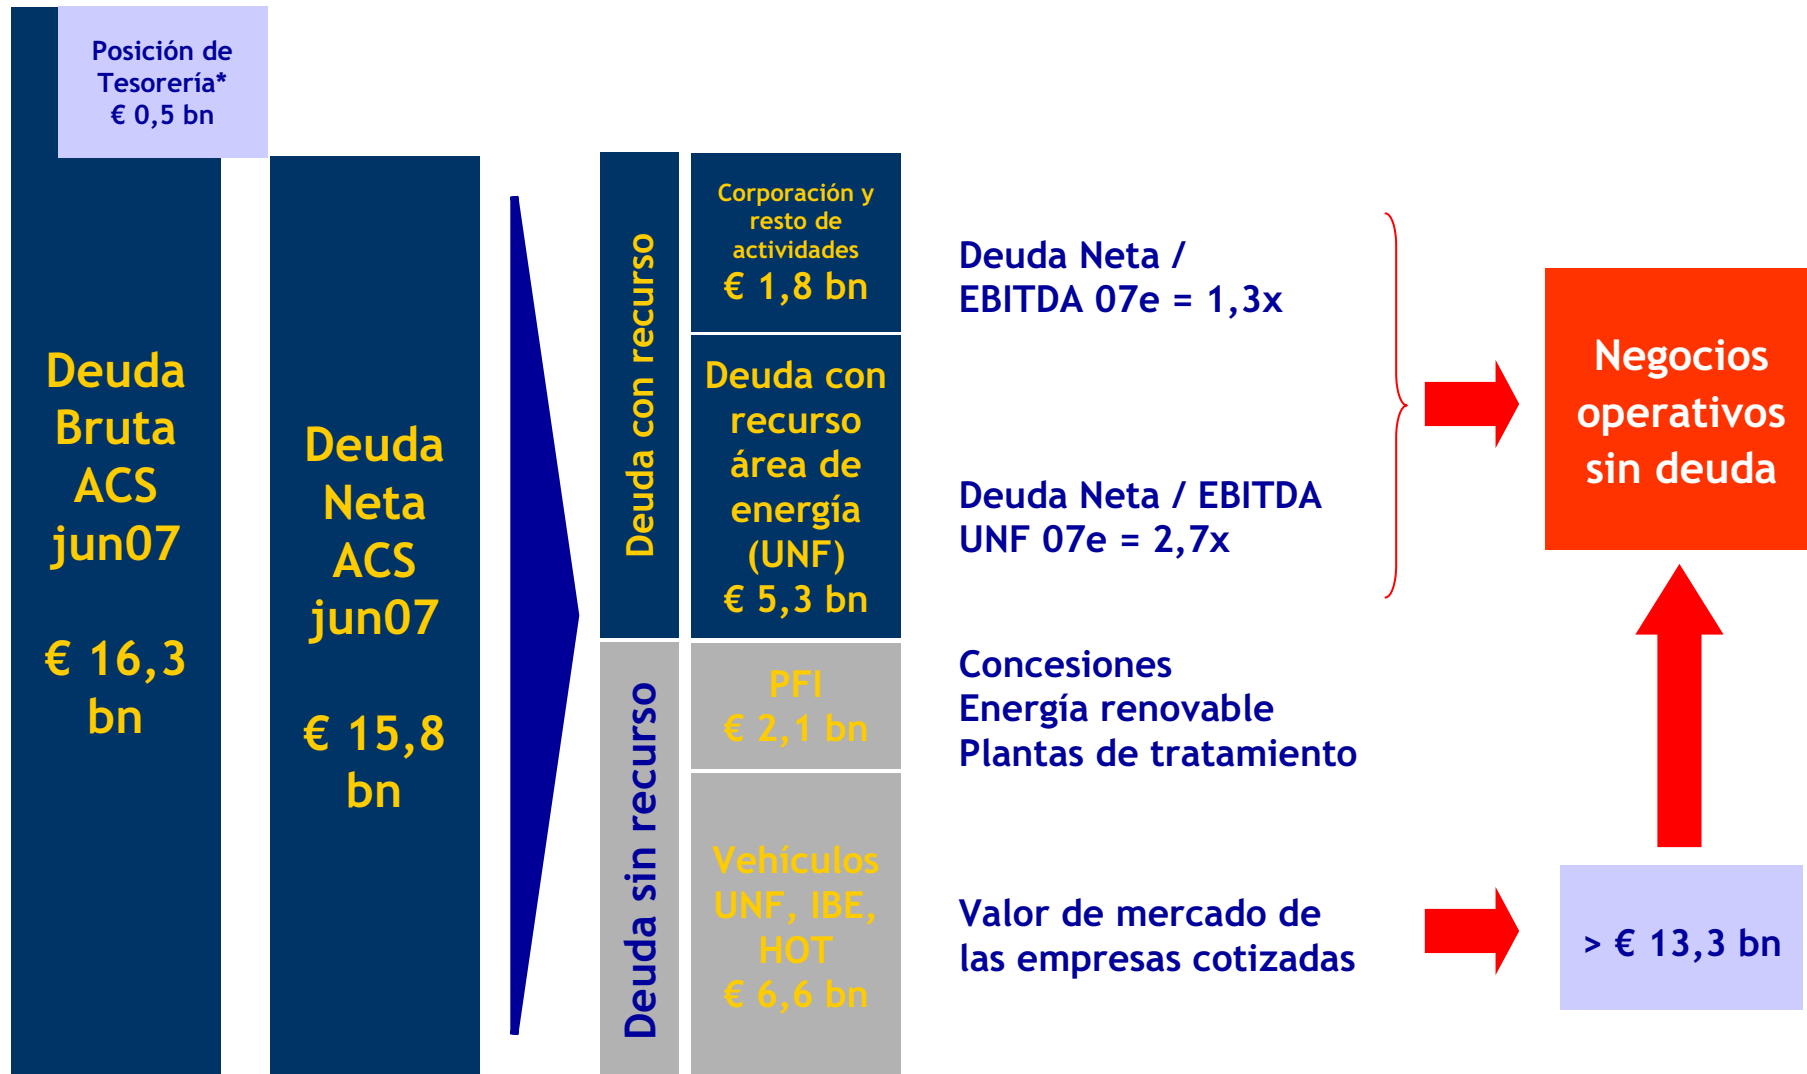 Posición de
Tesorería*
€ 0,5 bn
Deuda
Bruta
ACS
jun07
€ 16,3
bn
Deuda
Neta
ACS
jun07
€ 15,8
bn
Deuda con recurso
Deuda sin recurso
Corporación y
resto de
actividades
€ 1,8 bn
Deuda con
recurso
área de
energía
(UNF)
€ 5,3 bn
PFI
€ 2,1 bn
Vehículos
UNF, IBE,
HOT
€ 6,6 bn
Deuda Neta /
EBITDA 07e = 1,3x
Deuda Neta / EBITDA
UNF 07e = 2,7x
Concesiones
Energía renovable
Plantas de tratamiento
Valor de mercado de
las empresas cotizadas
Negocios
operativos
sin deuda
> € 13,3 bn